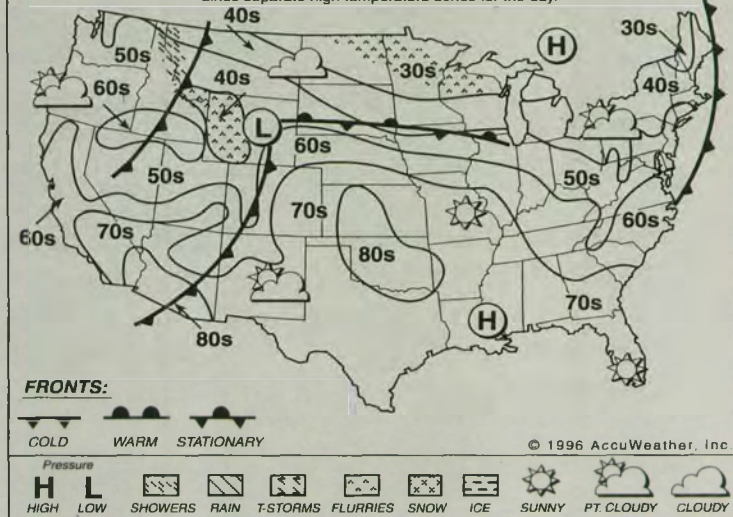 Lines separate high temperature zones for the day.
40s
30s
50s
40s
30s
40s
60s
60s
50s
50s
70s
60s
60s
70s
80s
70s
80s
H
L
H
FRONTS:
COLD WARM STATIONARY
© 1996 AccuWeather, Inc.
Pressure
H L
HIGH LOW SHOWERS RAIN T-STORMS FLURRIES SNOW ICE SUNNY PT. CLOUDY CLOUDY